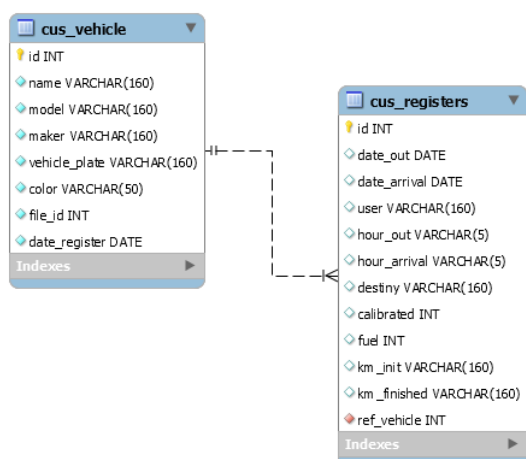 cus_vehicle
id INT
name VARCHAR(160)
model VARCHAR(160)
maker VARCHAR(160)
vehicle_plate VARCHAR(160)
color VARCHAR(50)
file_id INT
date_register DATE
Indexes
cus_registers
id INT
date_out DATE
date_arrival DATE
user VARCHAR(160)
hour_out VARCHAR(5)
hour_arrival VARCHAR(5)
destiny VARCHAR(160)
calibrated INT
fuel INT
km_init VARCHAR(160)
km_finished VARCHAR(160)
ref_vehicle INT
Indexes